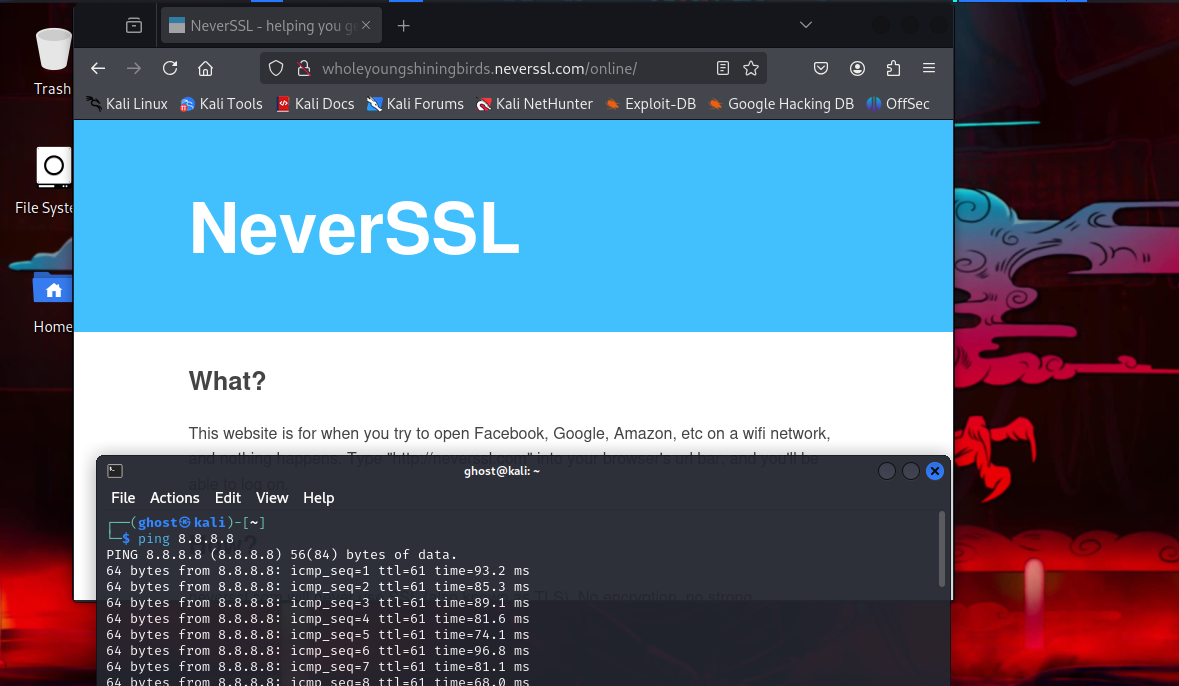 Trash
File Syste
Home
NeverSSL - helping you ge
wholeyoungshiningbirds.neverssl.com/online/
Kali Linux Kali Tools Kali Docs Kali Forums Kali NetHunter Exploit-DB Google Hacking DB OffSec
NeverSSL
What?
This website is for when you try to open Facebook, Google, Amazon, etc on a wifi network,
and nothing happens. Type "http://neverssl.com" into your browser's url bar, and you'll be
able to log on.
ghost@kali: ~
File Actions Edit View Help
┌──(ghost㉿kali)-[~]
└─$ ping 8.8.8.8
PING 8.8.8.8 (8.8.8.8) 56(84) bytes of data.
64 bytes from 8.8.8.8: icmp_seq=1 ttl=61 time=93.2 ms
64 bytes from 8.8.8.8: icmp_seq=2 ttl=61 time=85.3 ms
TLS). No encryption, no strong
64 bytes from 8.8.8.8: icmp_seq=3 ttl=61 time=89.1 ms
64 bytes from 8.8.8.8: icmp_seq=4 ttl=61 time=81.6 ms
64 bytes from 8.8.8.8: icmp_seq=5 ttl=61 time=74.1 ms
64 bytes from 8.8.8.8: icmp_seq=6 ttl=61 time=96.8 ms
64 bytes from 8.8.8.8: icmp_seq=7 ttl=61 time=81.1 ms
64 bytes from 8.8.8.8: icmp_seq=8 ttl=61 time=68.0 ms